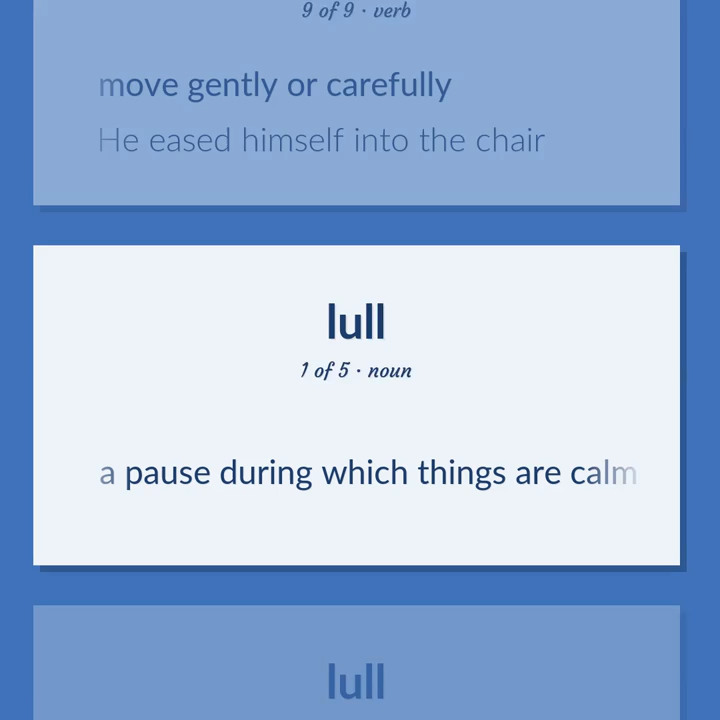 9 of 9 · verb
move gently or carefully
He eased himself into the chair
lull
1 of 5 · noun
a pause during which things are calm
lull